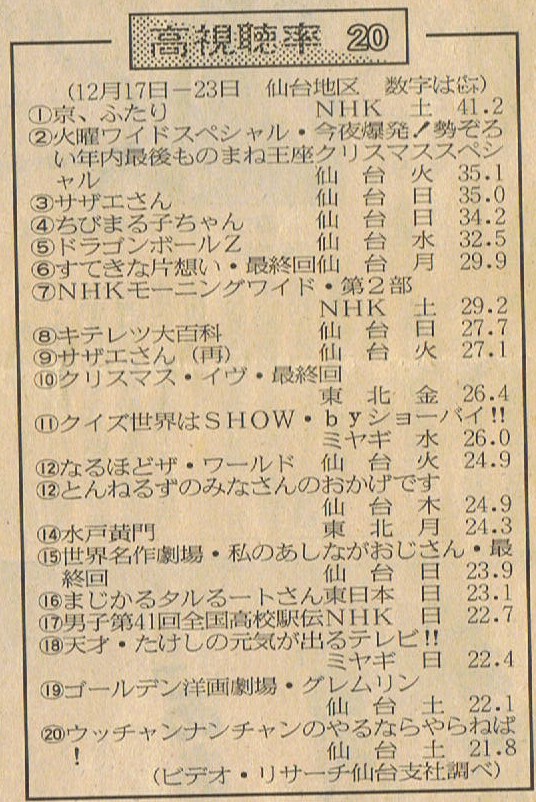 高視聴率 20
(12月17日−23日 仙台地区 数字は㌫)
①京、ふたり NHK 土 41.2
②火曜ワイドスペシャル・今夜爆発!勢ぞろ
い年内最後ものまね王座クリスマススペシ
ャル 仙台 火 35.1
③サザエさん 仙台 日 35.0
④ちびまる子ちゃん 仙台 日 34.2
⑤ドラゴンボールZ 仙台 水 32.5
⑥すてきな片想い・最終回 仙台 月 29.9
⑦NHKモーニングワイド・第2部
NHK 土 29.2
⑧キテレツ大百科 仙台 日 27.7
⑨サザエさん(再) 仙台 火 27.1
⑩クリスマス・イヴ・最終回
東北 金 26.4
⑪クイズ世界はSHOW・byショーバイ!!
ミヤギ 水 26.0
⑫なるほどザ・ワールド 仙台 火 24.9
⑫とんねるずのみなさんのおかげです
仙台 木 24.9
⑭水戸黄門 東北 月 24.3
⑮世界名作劇場・私のあしながおじさん・最
終回 仙台 日 23.9
⑯まじかるタルるートさん 東日本 日 23.1
⑰男子第41回全国高校駅伝 NHK 日 22.7
⑱天才・たけしの元気が出るテレビ!!
ミヤギ 日 22.4
⑲ゴールデン洋画劇場・グレムリン
仙台 土 22.1
⑳ウッチャンナンチャンのやるならやらねば
! 仙台 土 21.8
(ビデオ・リサーチ仙台支社調べ)